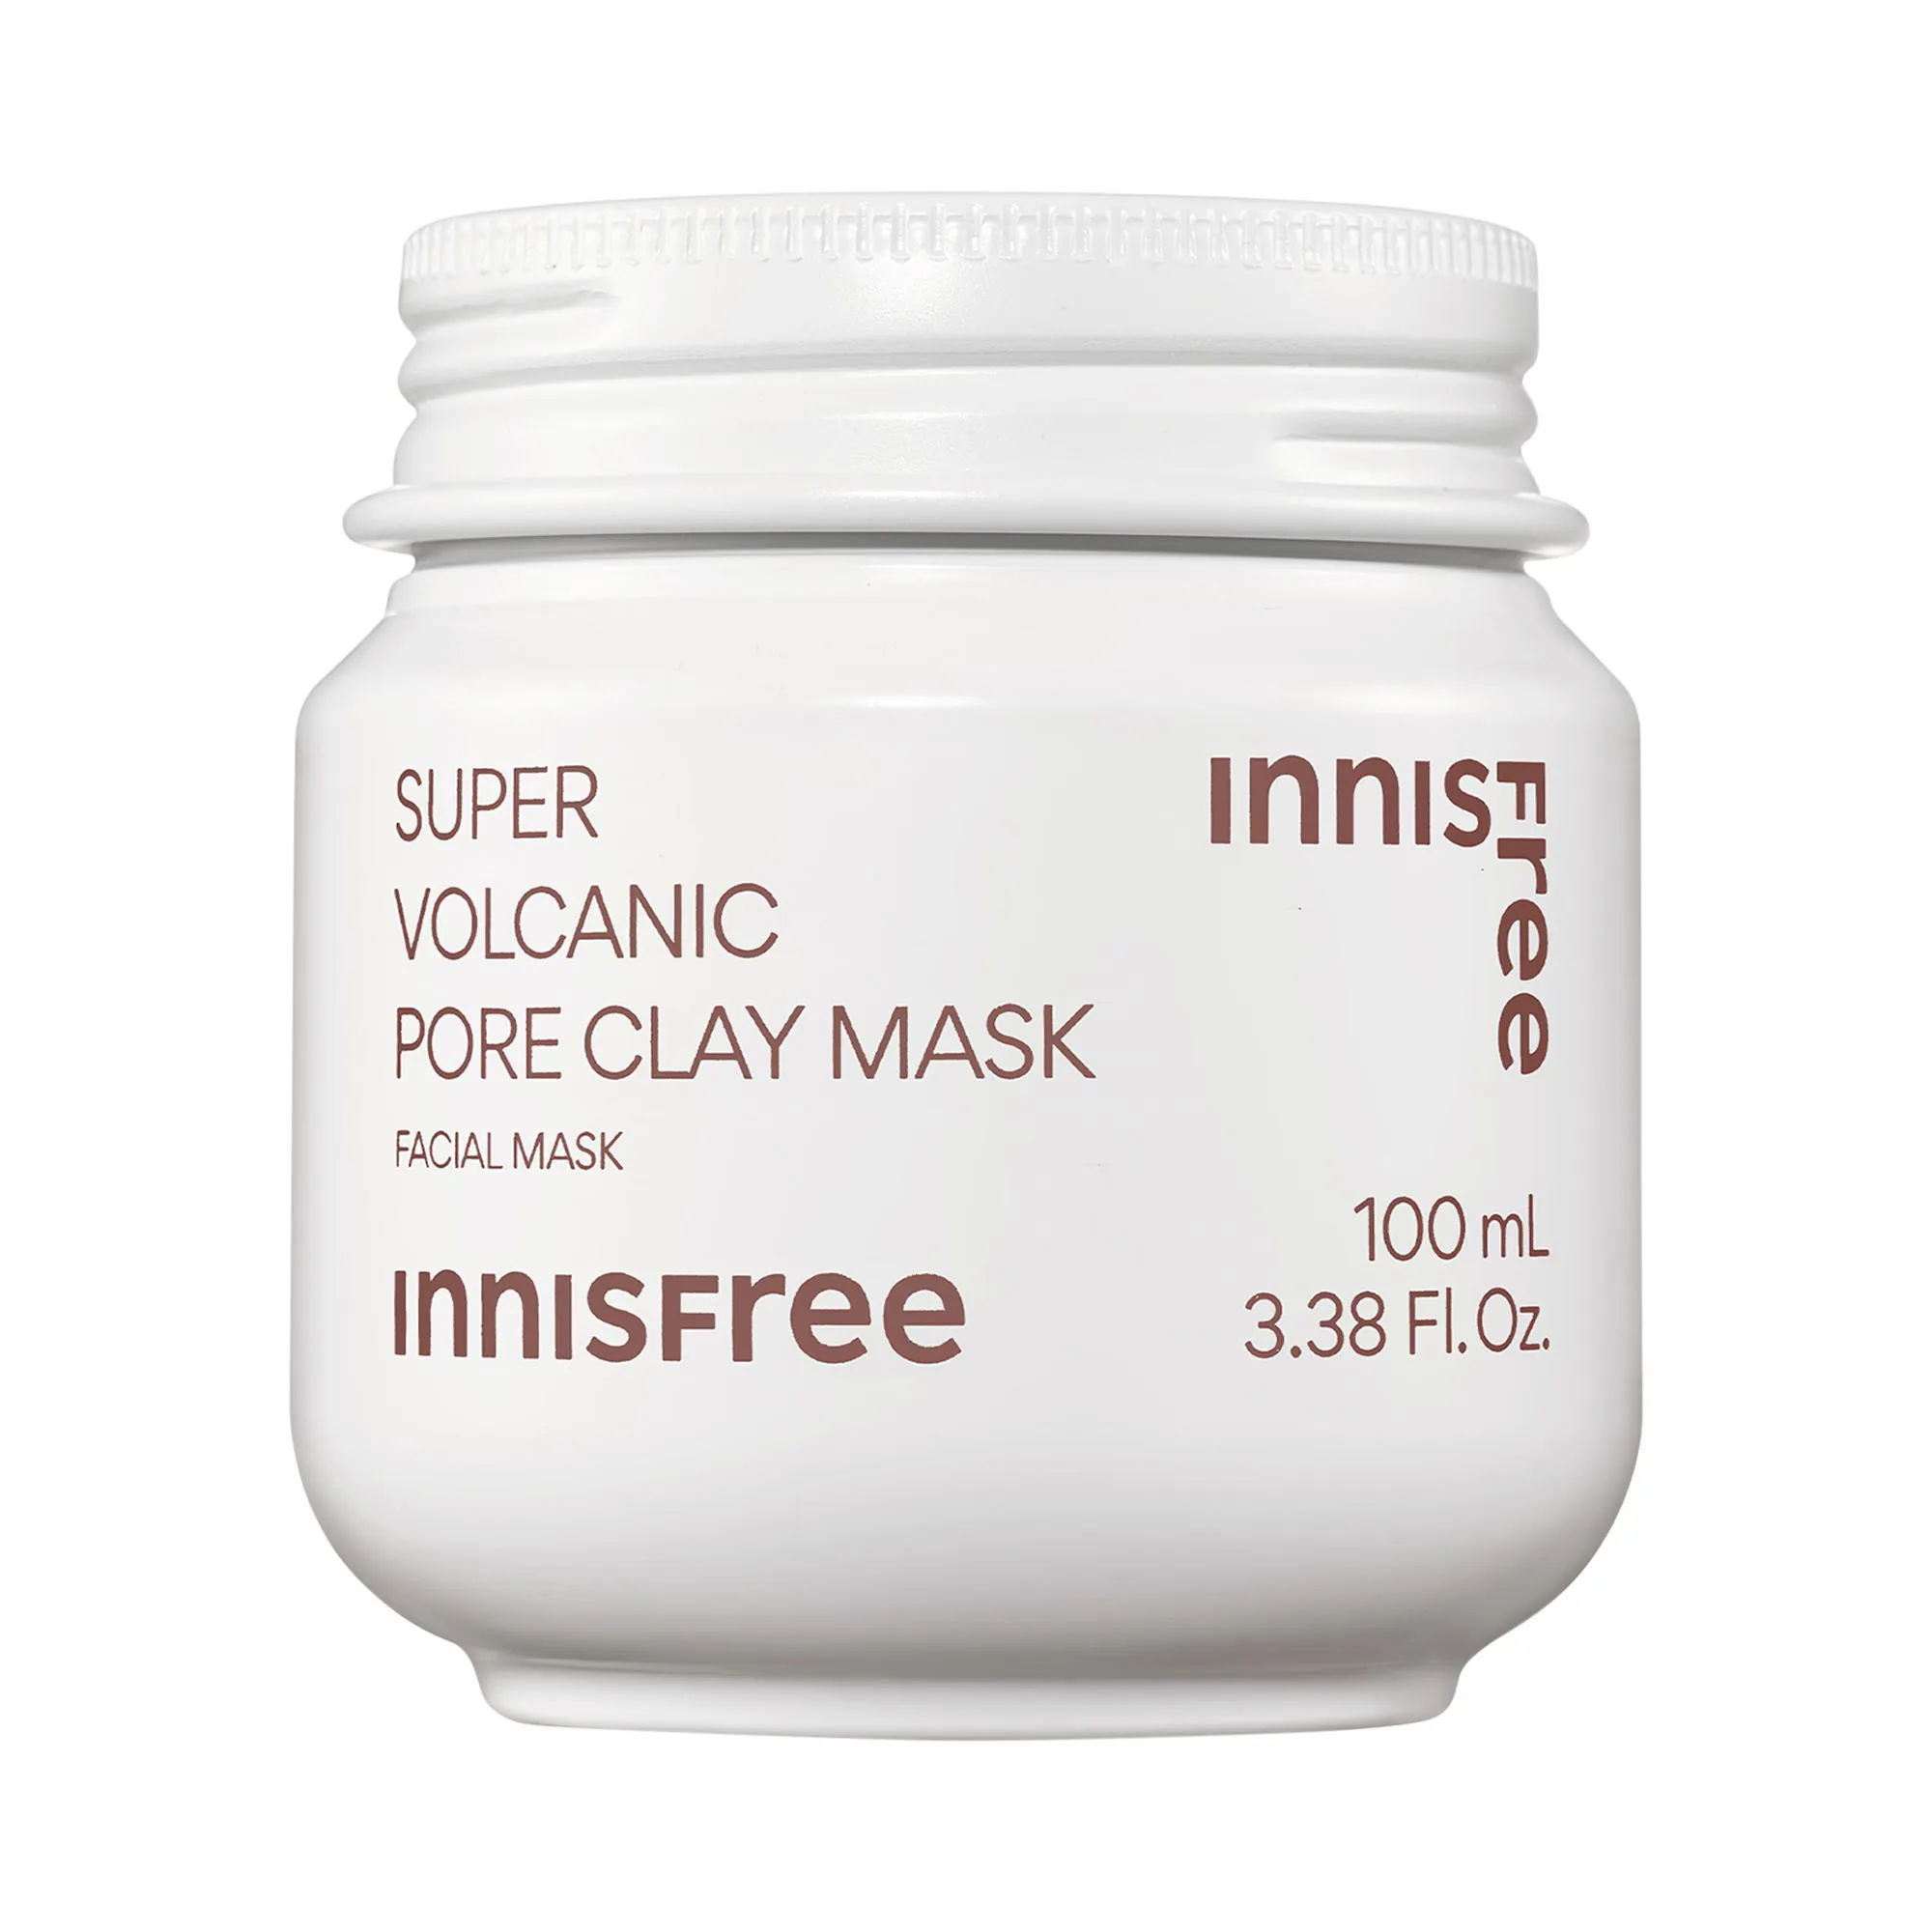 SUPER
VOLCANIC
PORE CLAY MASK
FACIAL MASK
INNISFree
INNISFree
100 mL
3.38 Fl.Oz.